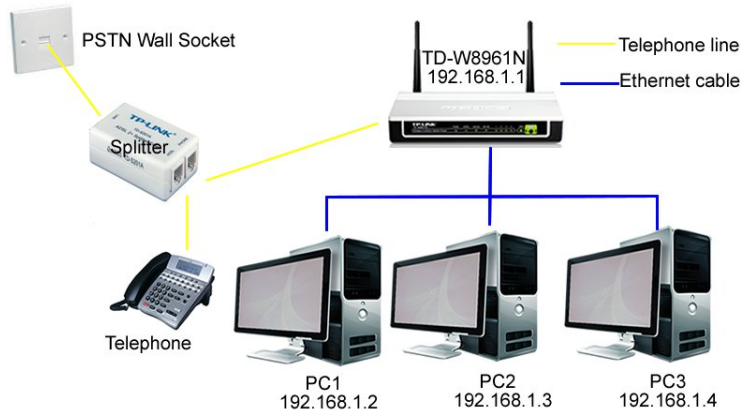 PSTN Wall Socket
TD-W8961N
192.168.1.1
Telephone line
Ethernet cable
TP-LINK
Splitter
Telephone
PC1
192.168.1.2
PC2
192.168.1.3
PC3
192.168.1.4